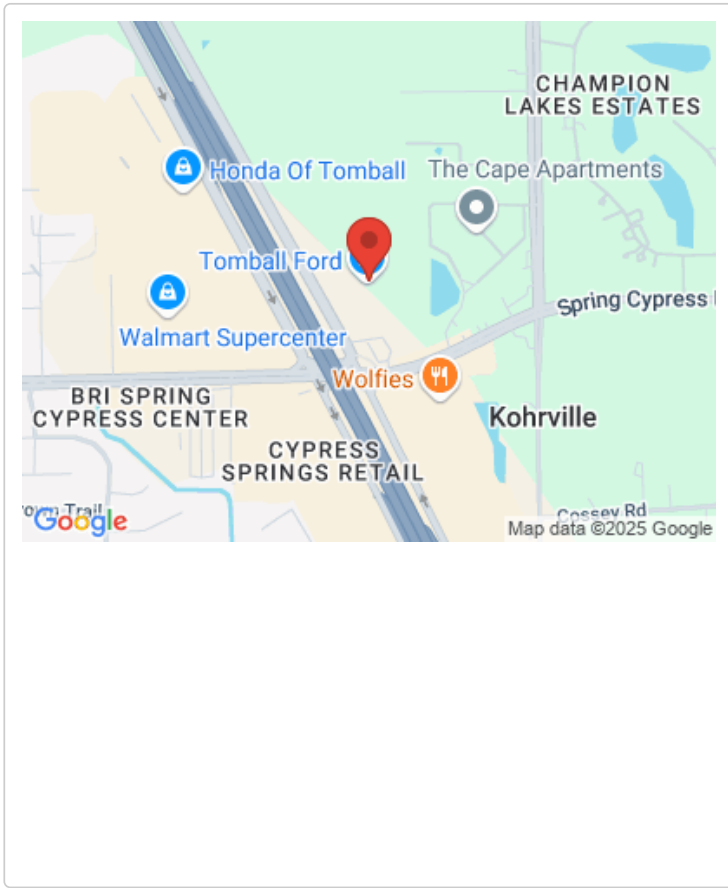 CHAMPION
LAKES ESTATES
Honda Of Tomball
The Cape Apartments
Tomball Ford
Spring Cypress
Walmart Supercenter
Wolfies
BRI SPRING
CYPRESS CENTER
Kohrville
CYPRESS
SPRINGS RETAIL
Trail
Cossey Rd
Google
Map data ©2025 Google